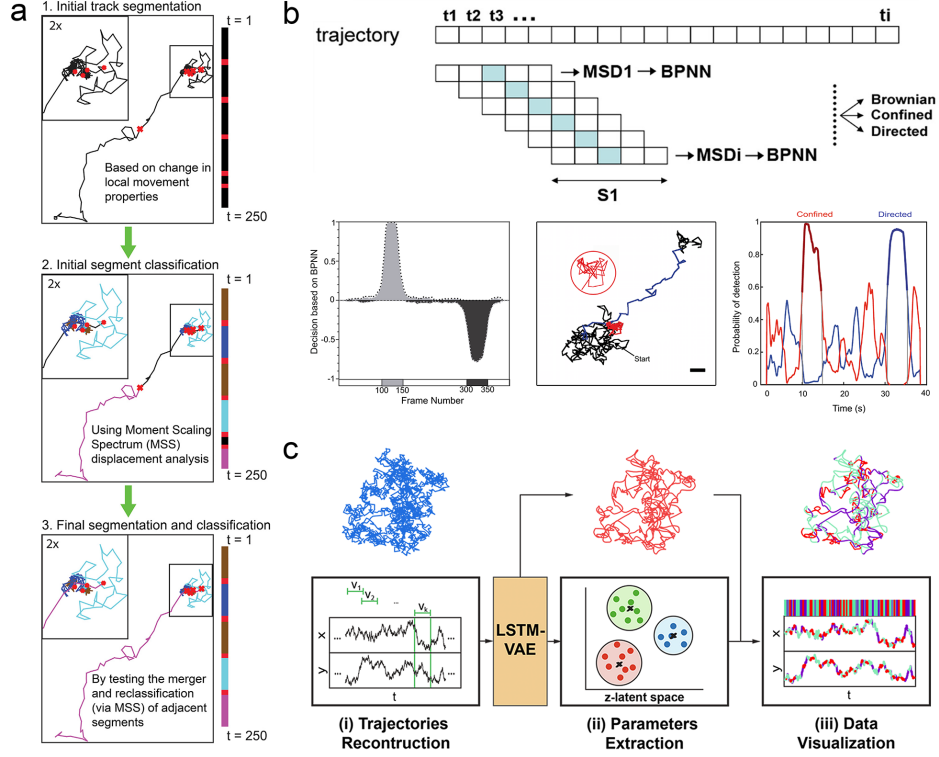 a
1. Initial track segmentation
2x
t = 1
Based on change in
local movement
properties
t = 250
2. Initial segment classification
2x
t = 1
Using Moment Scaling
Spectrum (MSS)
displacement analysis
t = 250
3. Final segmentation and classification
2x
t = 1
By testing the merger
and reclassification
(via MSS) of adjacent
segments
t = 250
b
t1 t2 t3 ... ti
trajectory
MSD1 BPNN
Brownian
Confined
Directed
MSDi BPNN
S1
Decision based on BPNN
1
0.5
0
-0.5
-1
100 150 300 350
Frame Number
Start
Confined Directed
Probability of detection
1
0.8
0.6
0.4
0.2
0
0 10 20 30 40
Time (s)
c
V1
V2
...
Vk
x
... ...
y
... ...
t
(i) Trajectories
Recontruction
LSTM-
VAE
z-latent space
(ii) Parameters
Extraction
x
y
t
(iii) Data
Visualization